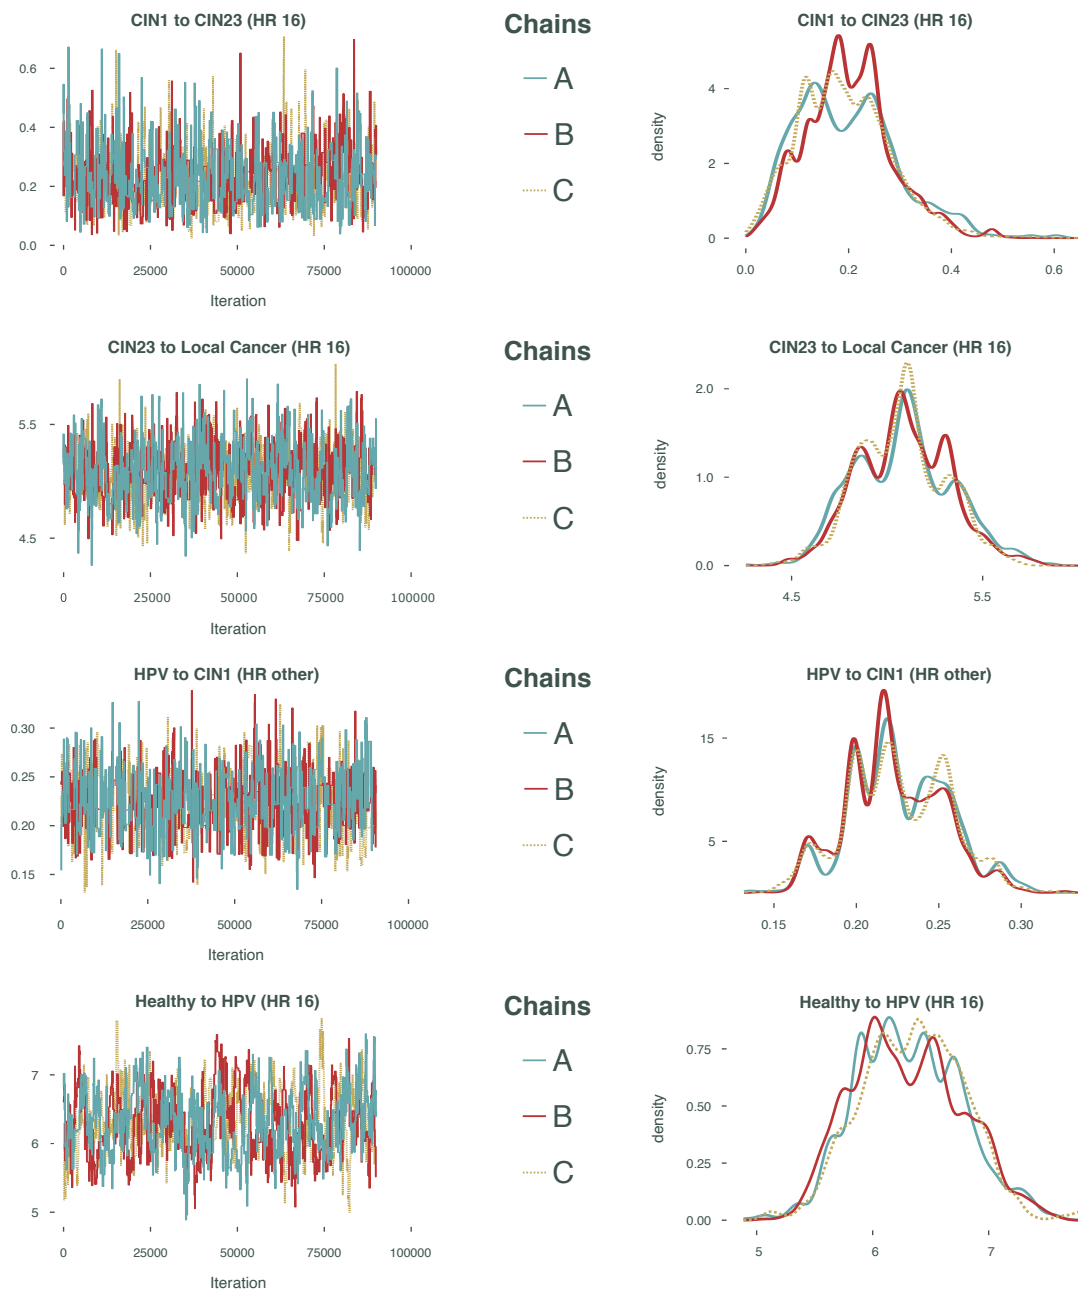 CIN1 to CIN23 (HR 16)
0.6
0.4
0.2
0.0
0 25000 50000 75000 100000
Iteration
Chains
A
B
C
CIN1 to CIN23 (HR 16)
density
4
2
0
0.0 0.2 0.4 0.6
CIN23 to Local Cancer (HR 16)
5.5
4.5
0 25000 50000 75000 100000
Iteration
Chains
A
B
C
CIN23 to Local Cancer (HR 16)
density
2.0
1.0
0.0
4.5 5.5
HPV to CIN1 (HR other)
0.30
0.25
0.20
0.15
0 25000 50000 75000 100000
Iteration
Chains
A
B
C
HPV to CIN1 (HR other)
density
15
5
0.15 0.20 0.25 0.30
Healthy to HPV (HR 16)
7
6
5
0 25000 50000 75000 100000
Iteration
Chains
A
B
C
Healthy to HPV (HR 16)
density
0.75
0.50
0.25
0.00
5 6 7